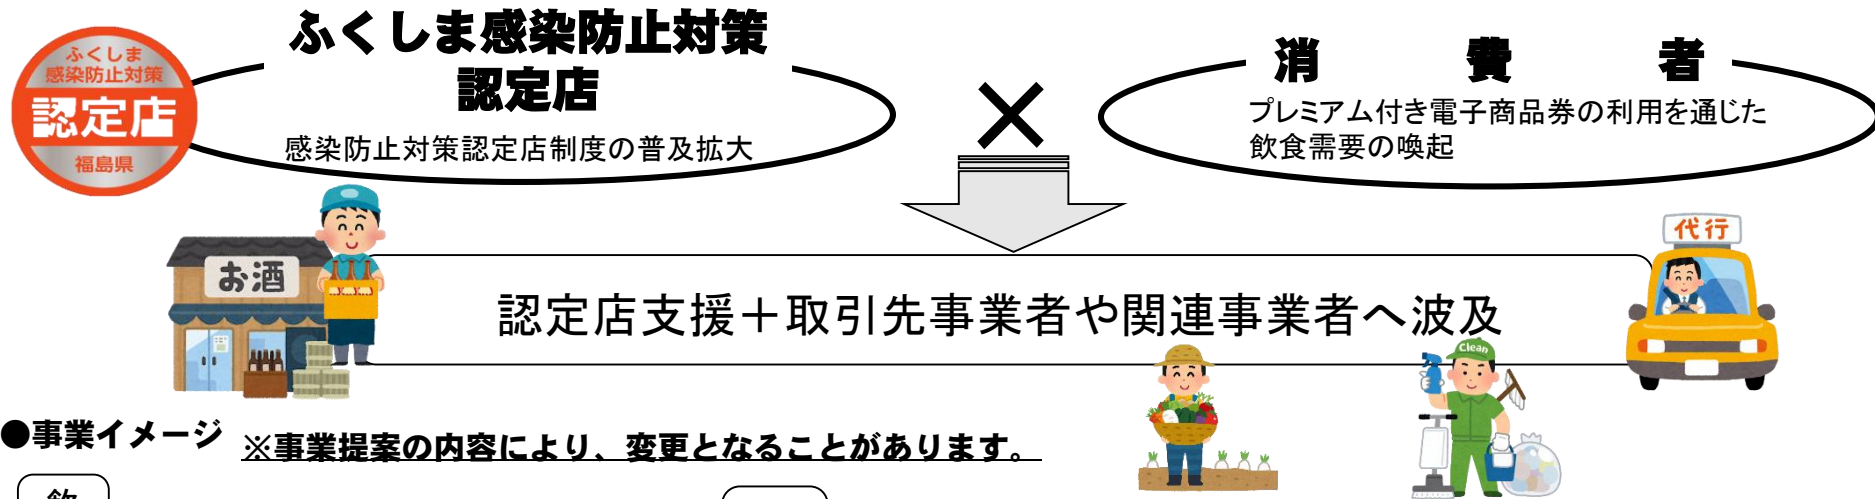 ふくしま
感染防止対策
認定店
福島県
ふくしま感染防止対策
認定店
感染防止対策認定店制度の普及拡大
×
消費者
プレミアム付き電子商品券の利用を通じた
飲食需要の喚起
お酒
代行
認定店支援＋取引先事業者や関連事業者へ波及
Clean
●事業イメージ
※事業提案の内容により、変更となることがあります。
飲